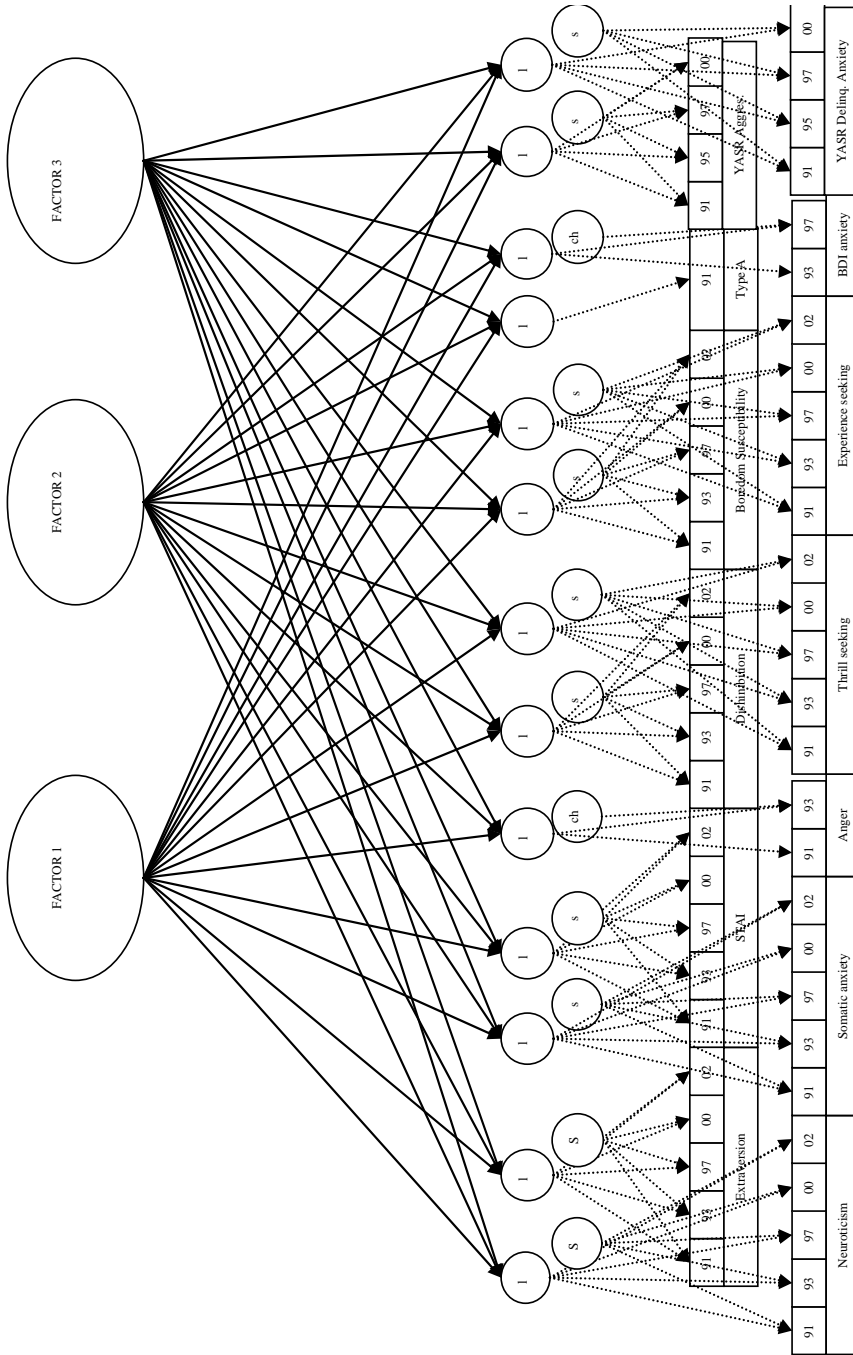 FACTOR 1 FACTOR 2 FACTOR 3
l l l l l l l l l l l l l
S S s s ch s s s s ch s s
91 93 97 00 02 91 93 97 00 02 91 93 97 00 02 91 93 97 00 02 91 91 95 97 00
Extraversion STAI Dishinibition Boredom Susceptibility Type A YASR Aggres.
91 93 97 00 02 91 93 97 00 02 91 93 91 93 97 00 02 91 93 97 00 02 93 97 91 95 97 00
Neuroticism Somatic anxiety Anger Thrill seeking Experience seeking BDI anxiety YASR Delinq. Anxiety